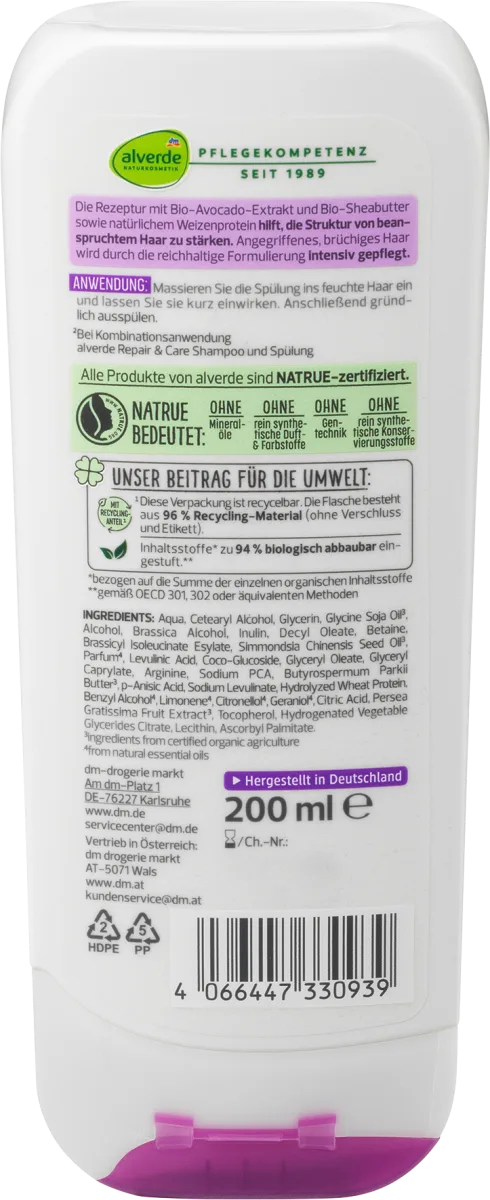 dm
alverde
NATURKOSMETIK
PFLEGEKOMPETENZ
SEIT 1989
Die Rezeptur mit Bio-Avocado-Extrakt und Bio-Sheabutter
sowie natürlichem Weizenprotein hilft, die Struktur von bean-
spruchtem Haar zu stärken. Angegriffenes, brüchiges Haar
wird durch die reichhaltige Formulierung intensiv gepflegt.
ANWENDUNG: Massieren Sie die Spülung ins feuchte Haar ein
und lassen Sie sie kurz einwirken. Anschließend gründ-
lich ausspülen.
²Bei Kombinationsanwendung
alverde Repair & Care Shampoo und Spülung
Alle Produkte von alverde sind NATRUE-zertifiziert.
WWW.NATRUE.ORG
NATRUE
BEDEUTET:
OHNE
Mineral-
öle
OHNE
rein synthe-
tische Duft-
& Farbstoffe
OHNE
Gen-
technik
OHNE
rein synthe-
tische Konser-
vierungsstoffe
UNSER BEITRAG FÜR DIE UMWELT:
MIT
RECYCLING-
ANTEIL¹
¹Diese Verpackung ist recycelbar. Die Flasche besteht
aus 96 % Recycling-Material (ohne Verschluss
und Etikett).
Inhaltsstoffe* zu 94 % biologisch abbaubar ein-
gestuft.**
*bezogen auf die Summe der einzelnen organischen Inhaltsstoffe
**gemäß OECD 301, 302 oder äquivalenten Methoden
INGREDIENTS: Aqua, Cetearyl Alcohol, Glycerin, Glycine Soja Oil³,
Alcohol, Brassica Alcohol, Inulin, Decyl Oleate, Betaine,
Brassicyl Isoleucinate Esylate, Simmondsia Chinensis Seed Oil³,
Parfum⁴, Levulinic Acid, Coco-Glucoside, Glyceryl Oleate, Glyceryl
Caprylate, Arginine, Sodium PCA, Butyrospermum Parkii
Butter³, p-Anisic Acid, Sodium Levulinate, Hydrolyzed Wheat Protein,
Benzyl Alcohol⁴, Limonene⁴, Citronellol⁴, Geraniol⁴, Citric Acid, Persea
Gratissima Fruit Extract³, Tocopherol, Hydrogenated Vegetable
Glycerides Citrate, Lecithin, Ascorbyl Palmitate.
³ingredients from certified organic agriculture
⁴from natural essential oils
dm-drogerie markt
Am dm-Platz 1
DE-76227 Karlsruhe
www.dm.de
servicecenter@dm.de
Vertrieb in Österreich:
dm drogerie markt
AT-5071 Wals
www.dm.at
kundenservice@dm.at
Hergestellt in Deutschland
200 ml ℮
/Ch.-Nr.:
2
HDPE
5
PP
4 066447 330939